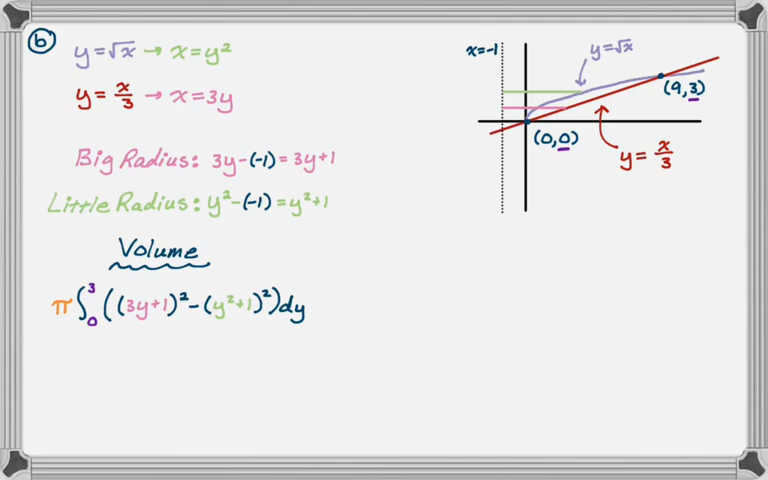 b
y = √x → x = y²
y = x/3 → x = 3y
Big Radius: 3y - (-1) = 3y + 1
Little Radius: y² - (-1) = y² + 1
Volume
π ∫₀³ ((3y+1)² - (y²+1)²) dy
x = -1
y = √x
(9,3)
(0,0)
y = x/3